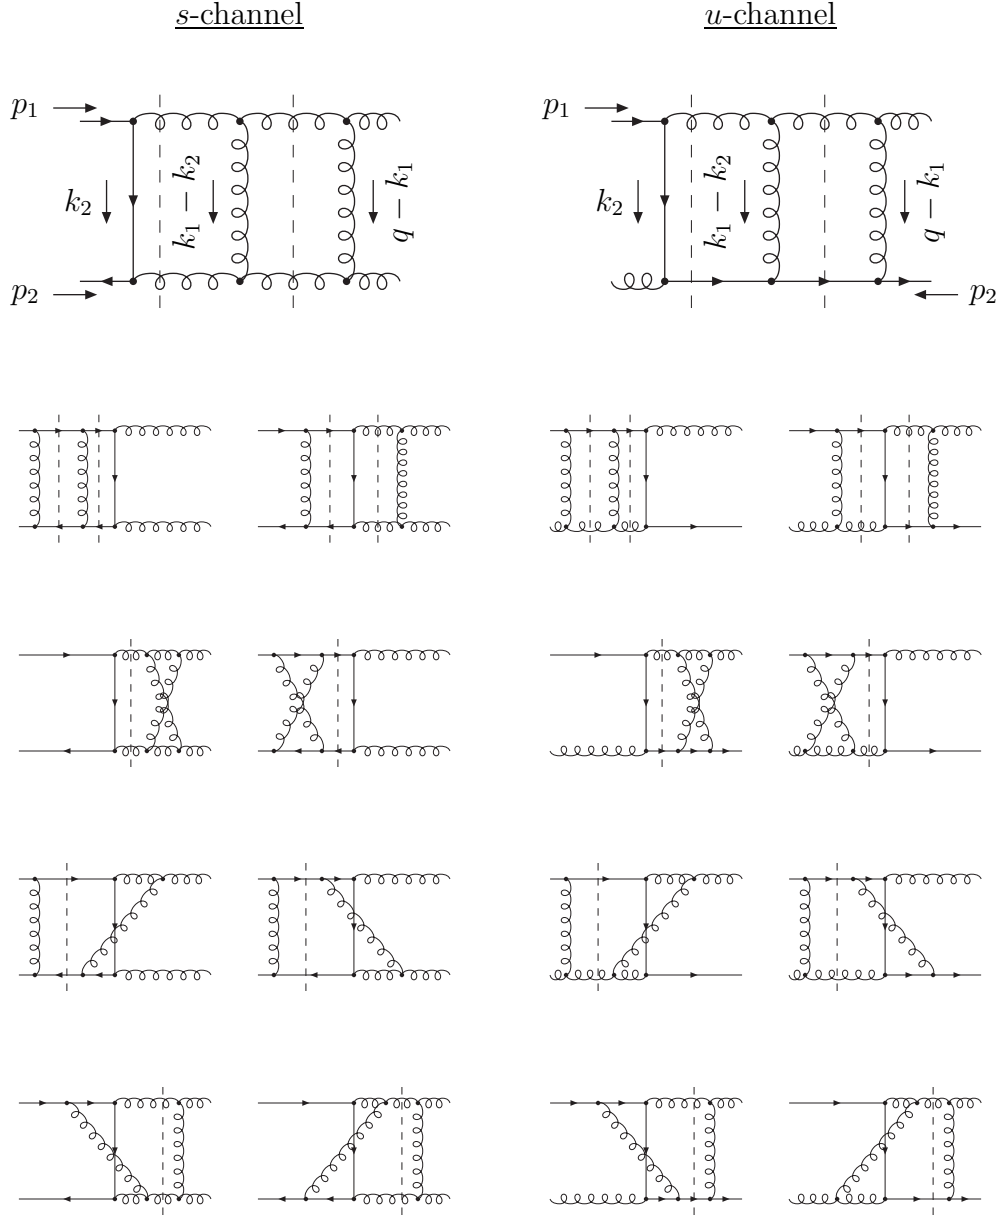 s-channel
u-channel
p₁
k₂
k₁ − k₂
q − k₁
p₂
p₁
k₂
k₁ − k₂
q − k₁
p₂